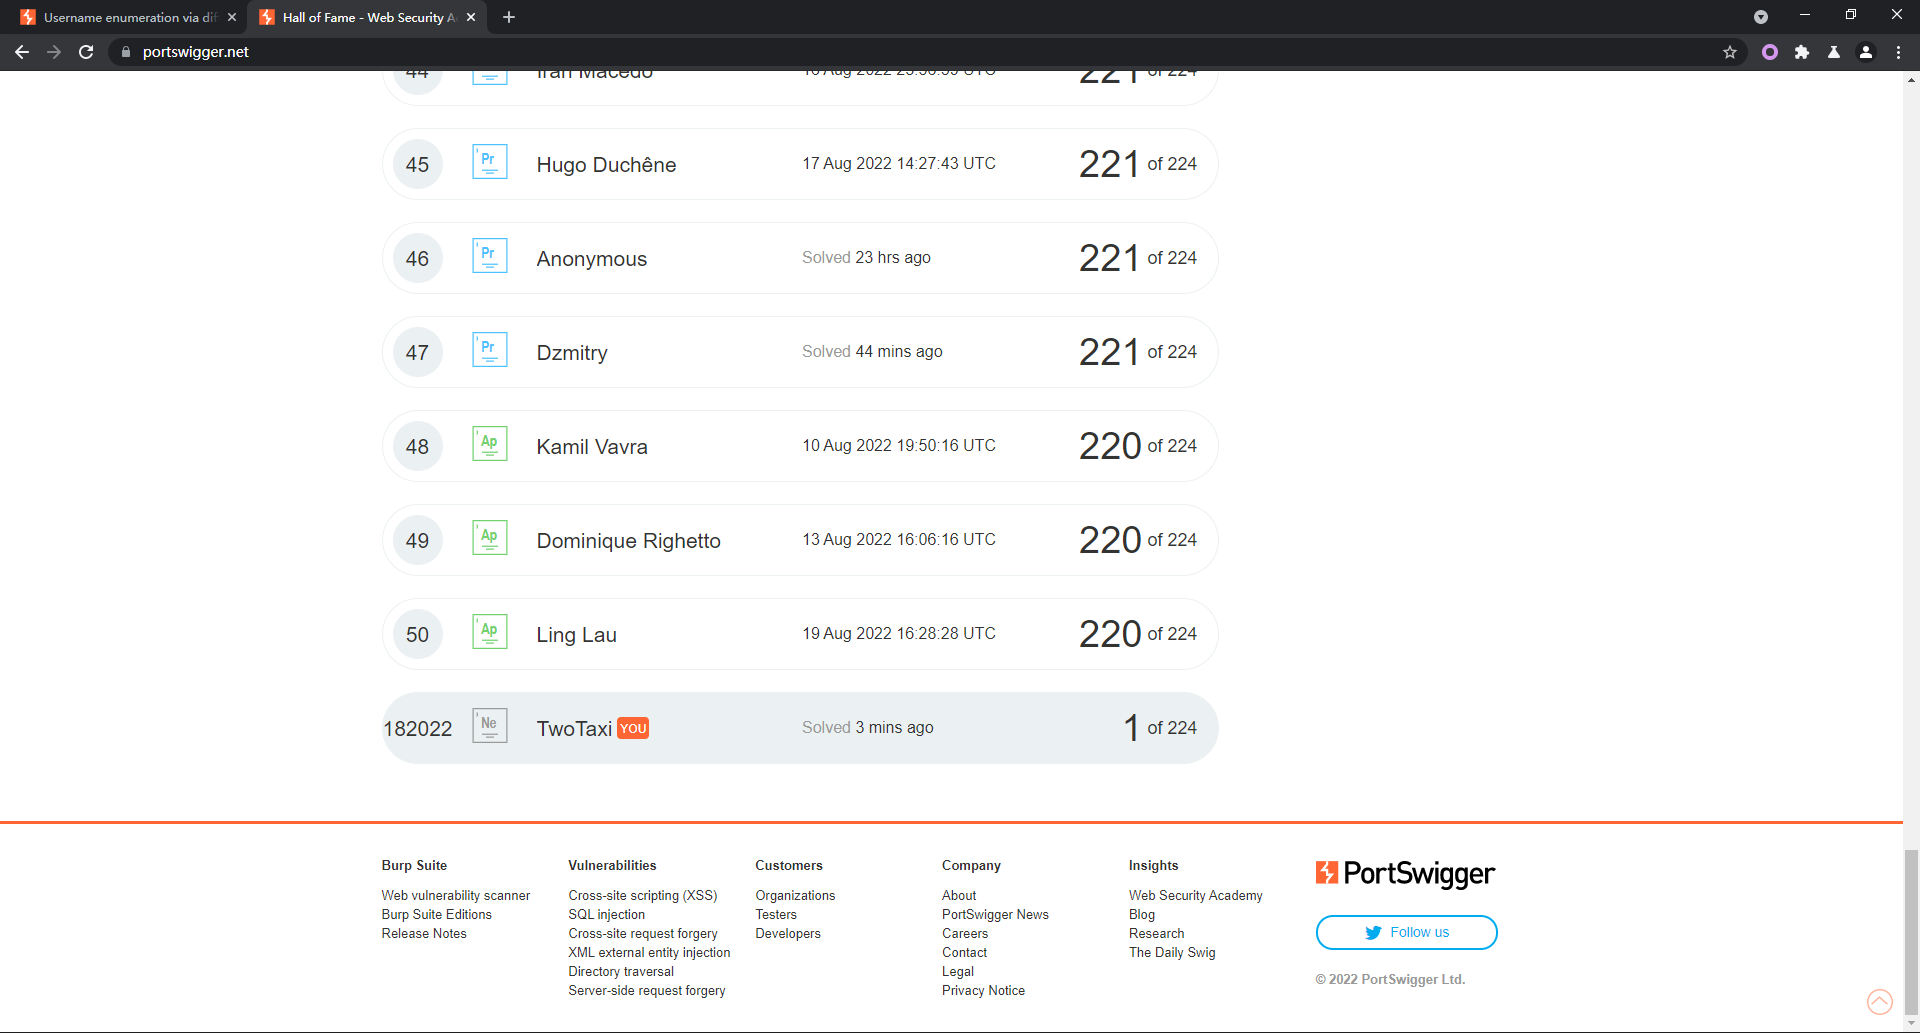 Username enumeration via dif
Hall of Fame - Web Security A
portswigger.net
44 Iran Macedo 221 of 224
45 Pr Hugo Duchêne 17 Aug 2022 14:27:43 UTC 221 of 224
46 Pr Anonymous Solved 23 hrs ago 221 of 224
47 Pr Dzmitry Solved 44 mins ago 221 of 224
48 Ap Kamil Vavra 10 Aug 2022 19:50:16 UTC 220 of 224
49 Ap Dominique Righetto 13 Aug 2022 16:06:16 UTC 220 of 224
50 Ap Ling Lau 19 Aug 2022 16:28:28 UTC 220 of 224
182022 Ne TwoTaxi YOU Solved 3 mins ago 1 of 224
Burp Suite
Web vulnerability scanner
Burp Suite Editions
Release Notes
Vulnerabilities
Cross-site scripting (XSS)
SQL injection
Cross-site request forgery
XML external entity injection
Directory traversal
Server-side request forgery
Customers
Organizations
Testers
Developers
Company
About
PortSwigger News
Careers
Contact
Legal
Privacy Notice
Insights
Web Security Academy
Blog
Research
The Daily Swig
PortSwigger
Follow us
© 2022 PortSwigger Ltd.